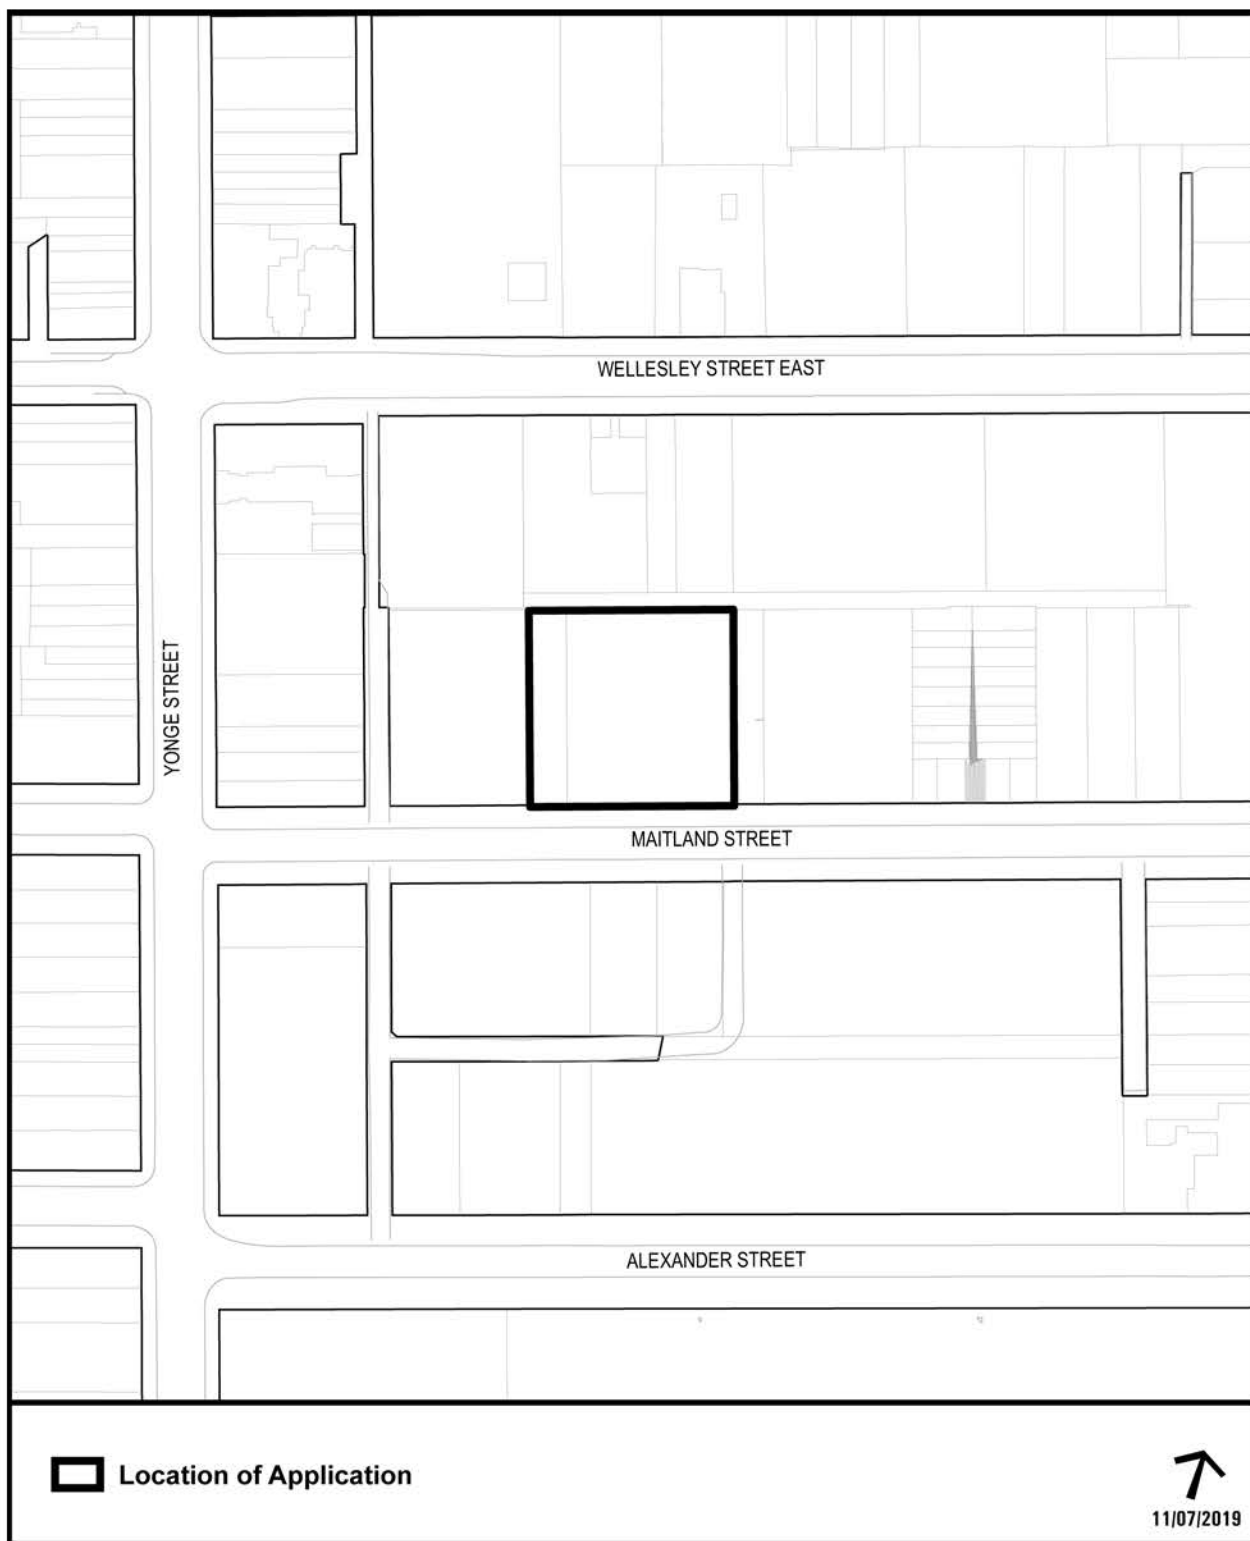 WELLESLEY STREET EAST
YONGE STREET
MAITLAND STREET
ALEXANDER STREET
Location of Application
11/07/2019